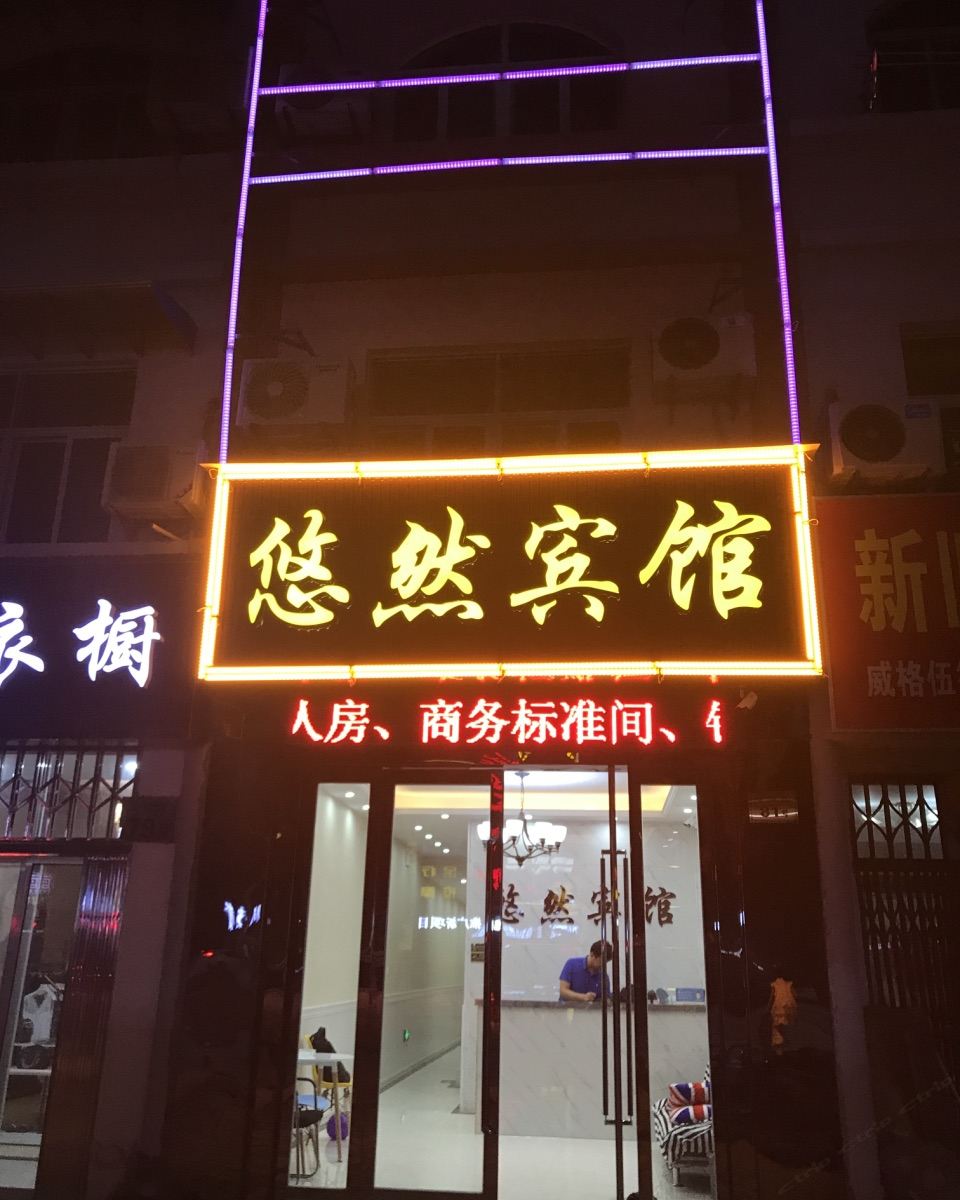 悠然宾馆
衣橱
新
威格伍
人房、商务标准间、
悠然宾馆